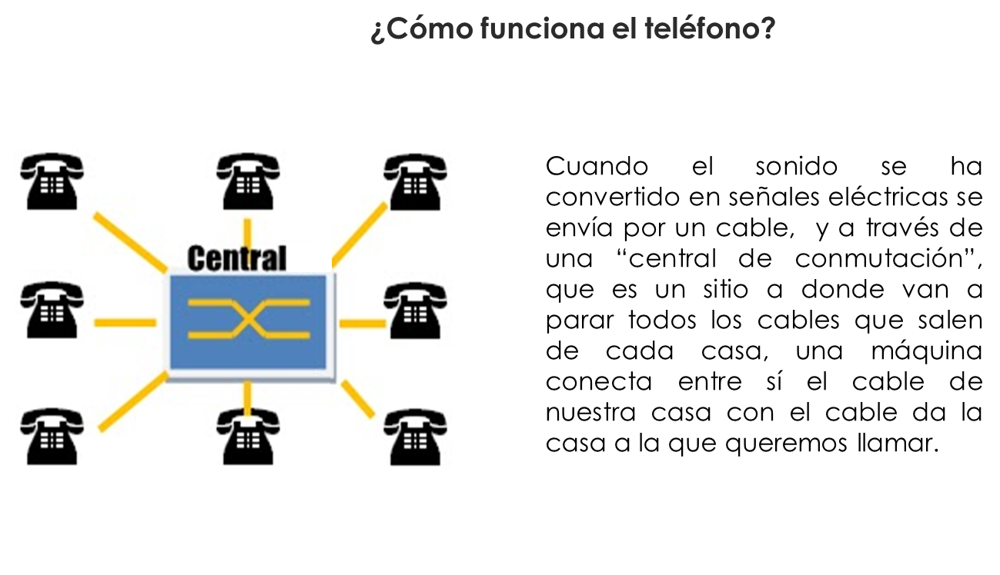 ¿Cómo funciona el teléfono?
Central
Cuando el sonido se ha
convertido en señales eléctricas se
envía por un cable, y a través de
una “central de conmutación”,
que es un sitio a donde van a
parar todos los cables que salen
de cada casa, una máquina
conecta entre sí el cable de
nuestra casa con el cable da la
casa a la que queremos llamar.